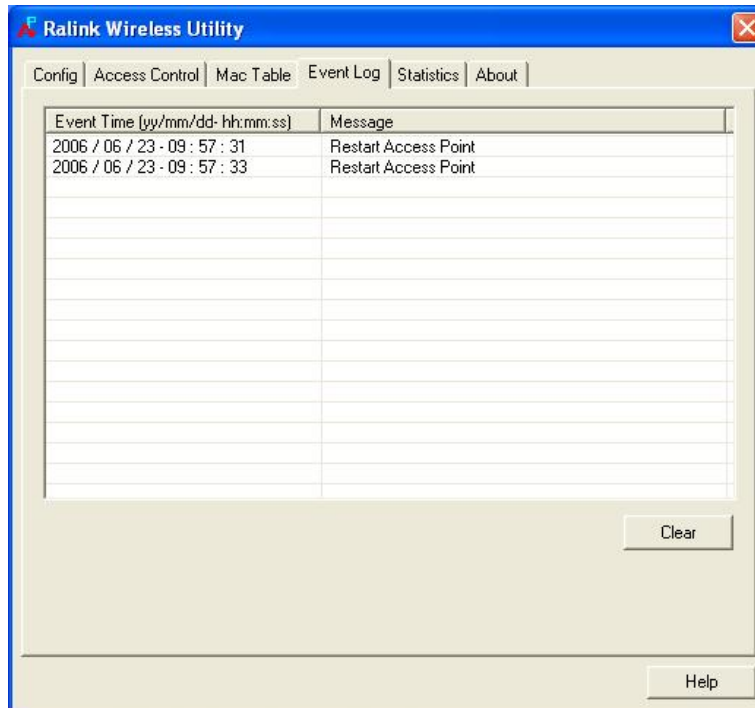 Ralink Wireless Utility
Config Access Control Mac Table Event Log Statistics About
Event Time (yy/mm/dd- hh:mm:ss) Message
2006 / 06 / 23 - 09 : 57 : 31 Restart Access Point
2006 / 06 / 23 - 09 : 57 : 33 Restart Access Point
Clear
Help